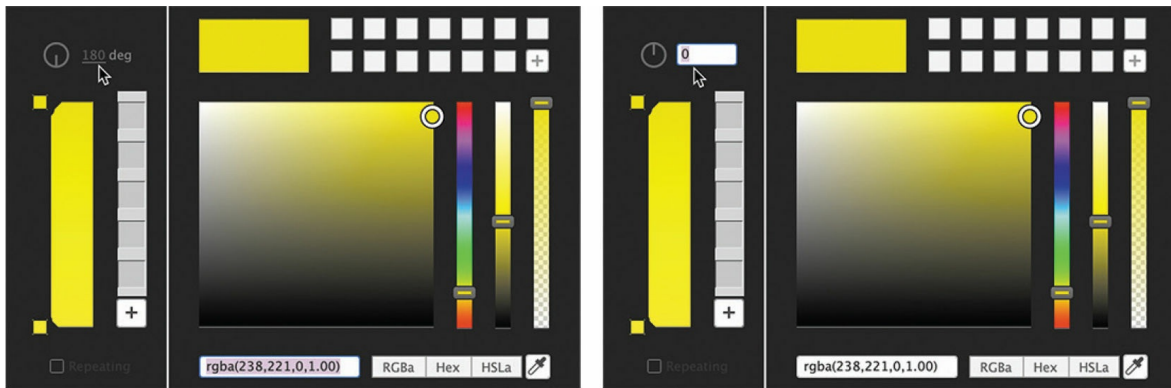 180 deg
+
+
Repeating
rgba(238,221,0,1.00)
RGBa Hex HSLa
0
+
+
Repeating
rgba(238,221,0,1.00)
RGBa Hex HSLa